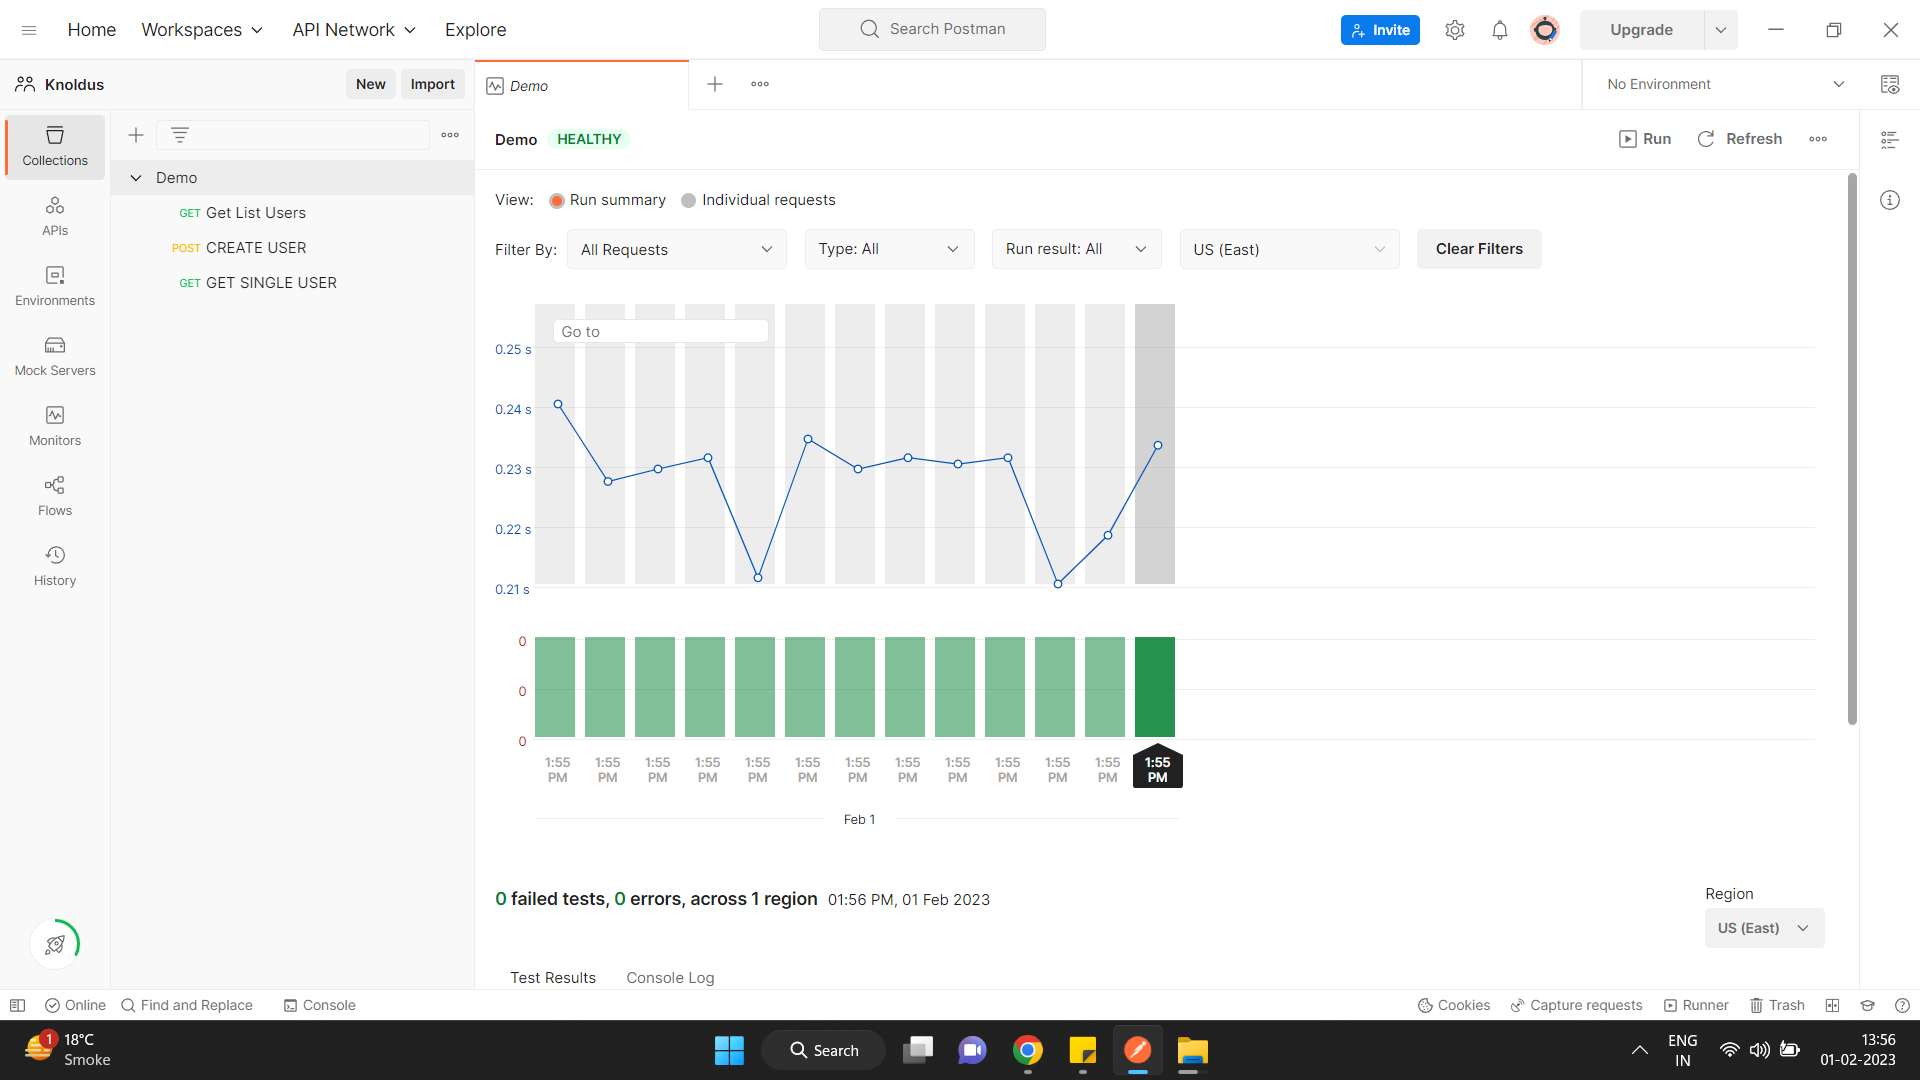 Home Workspaces API Network Explore Search Postman Invite Upgrade
Knoldus New Import Demo No Environment
Collections
APIs
Environments
Mock Servers
Monitors
Flows
History
Demo
GET Get List Users
POST CREATE USER
GET GET SINGLE USER
Demo HEALTHY Run Refresh
View: Run summary Individual requests
Filter By: All Requests Type: All Run result: All US (East) Clear Filters
Go to
0.25 s
0.24 s
0.23 s
0.22 s
0.21 s
0
0
0
1:55 1:55 1:55 1:55 1:55 1:55 1:55 1:55 1:55 1:55 1:55 1:55 1:55
PM PM PM PM PM PM PM PM PM PM PM PM PM
Feb 1
0 failed tests, 0 errors, across 1 region 01:56 PM, 01 Feb 2023
Region
US (East)
Test Results Console Log
Online Find and Replace Console Cookies Capture requests Runner Trash
1 18°C
Smoke
Search
ENG
IN
13:56
01-02-2023